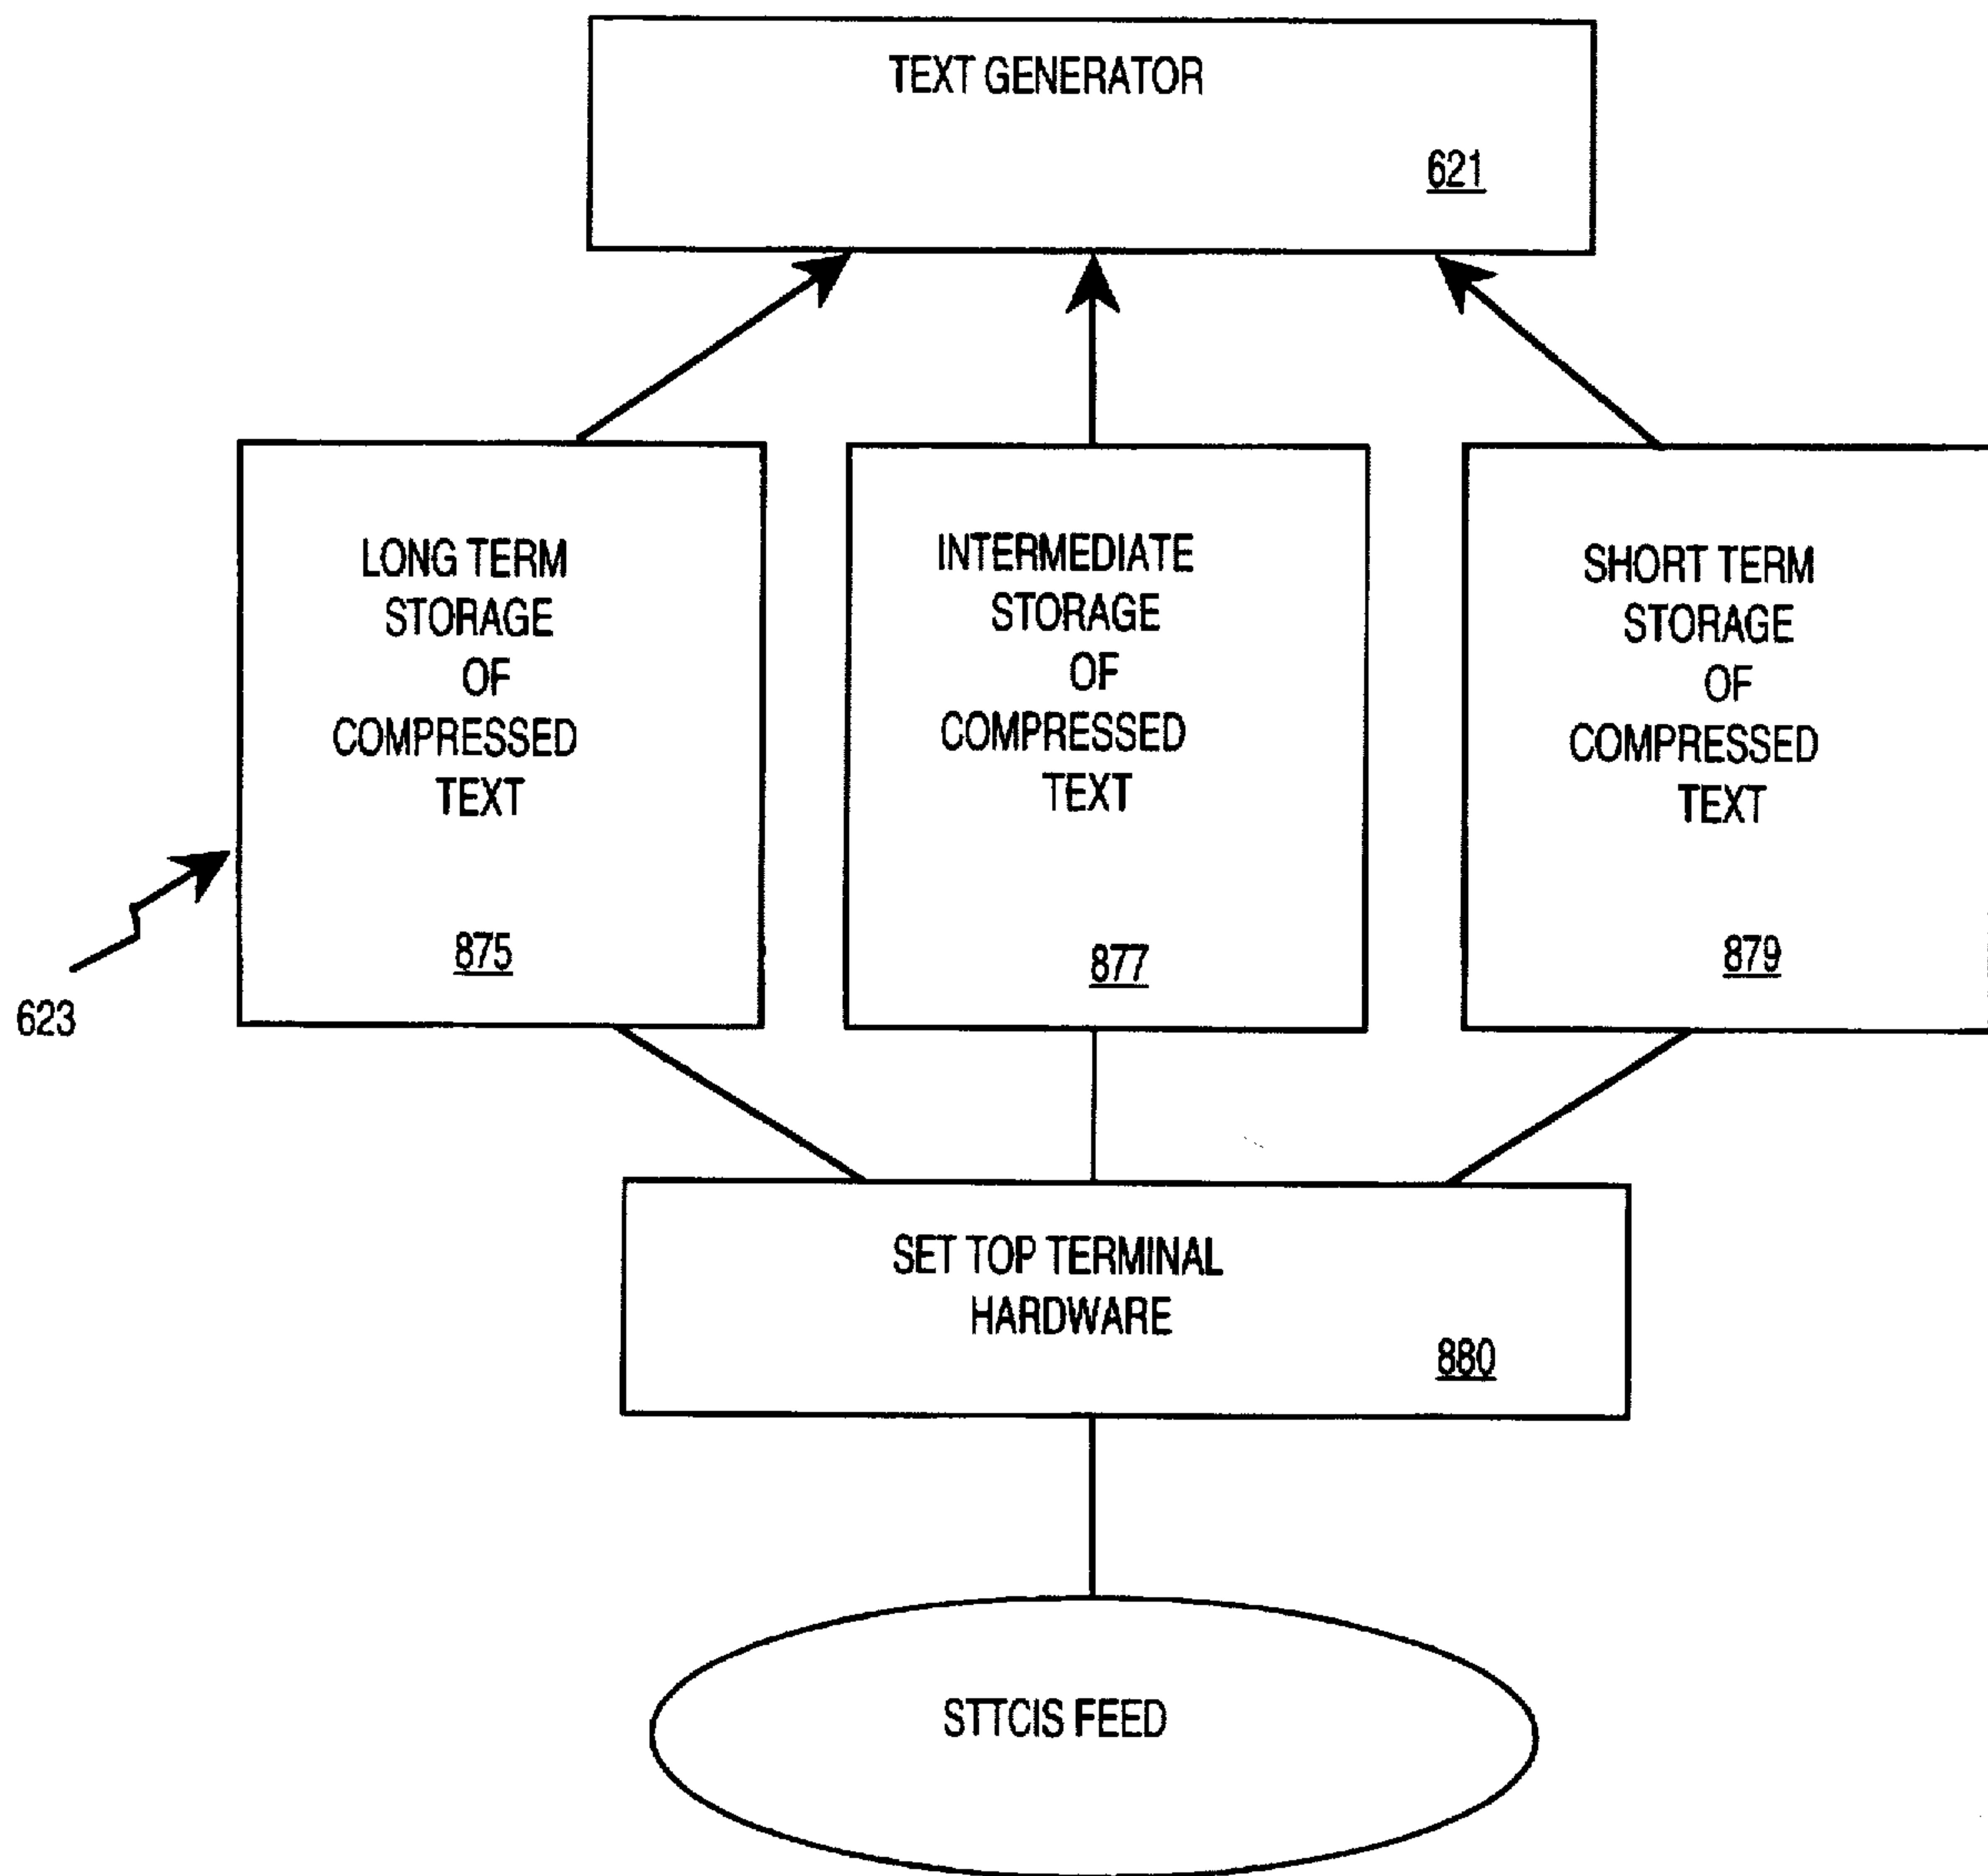 TEXT GENERATOR
621
LONG TERM
STORAGE
OF
COMPRESSED
TEXT
875
INTERMEDIATE
STORAGE
OF
COMPRESSED
TEXT
877
SHORT TERM
STORAGE
OF
COMPRESSED
TEXT
879
623
SET TOP TERMINAL
HARDWARE
880
STTCIS FEED